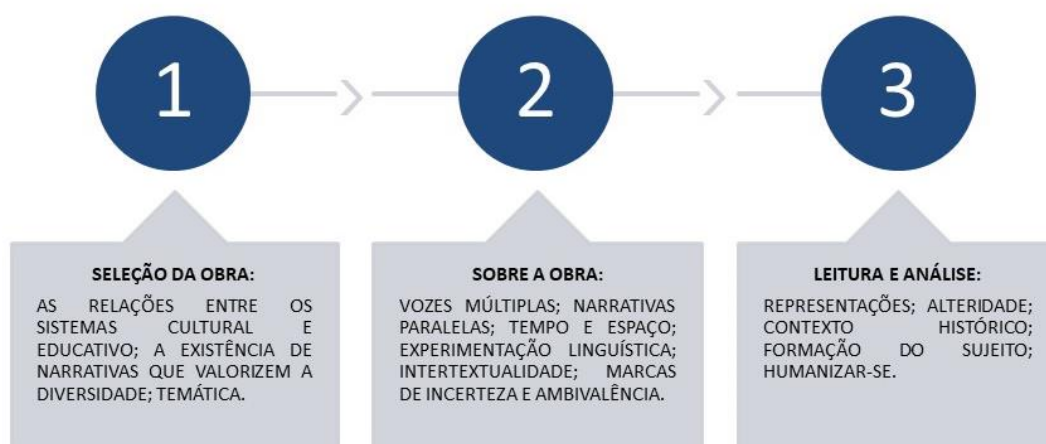 1
2
3
SELEÇÃO DA OBRA:
AS RELAÇÕES ENTRE OS
SISTEMAS CULTURAL E
EDUCATIVO; A EXISTÊNCIA DE
NARRATIVAS QUE VALORIZEM A
DIVERSIDADE; TEMÁTICA.
SOBRE A OBRA:
VOZES MÚLTIPLAS; NARRATIVAS
PARALELAS; TEMPO E ESPAÇO;
EXPERIMENTAÇÃO LINGUÍSTICA;
INTERTEXTUALIDADE; MARCAS
DE INCERTEZA E AMBIVALÊNCIA.
LEITURA E ANÁLISE:
REPRESENTAÇÕES; ALTERIDADE;
CONTEXTO HISTÓRICO;
FORMAÇÃO DO SUJEITO;
HUMANIZAR-SE.